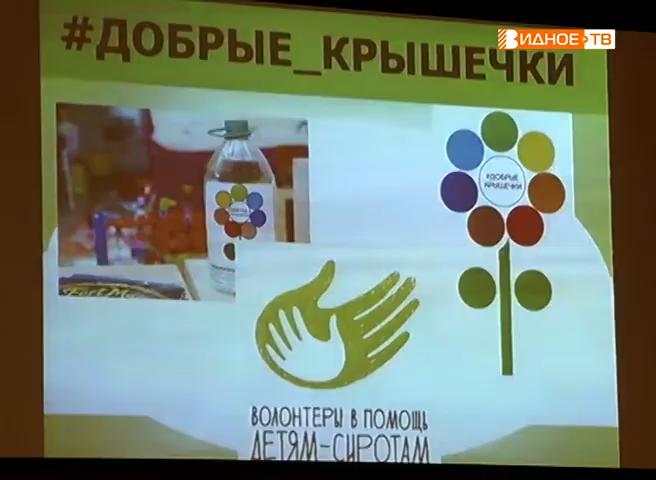 ВИДНОЕ-ТВ
#ДОБРЫЕ_КРЫШЕЧКИ
#ДОБРЫЕ
КРЫШЕЧКИ
ВОЛОНТЕРЫ В ПОМОЩЬ
ДЕТЯМ-СИРОТАМ